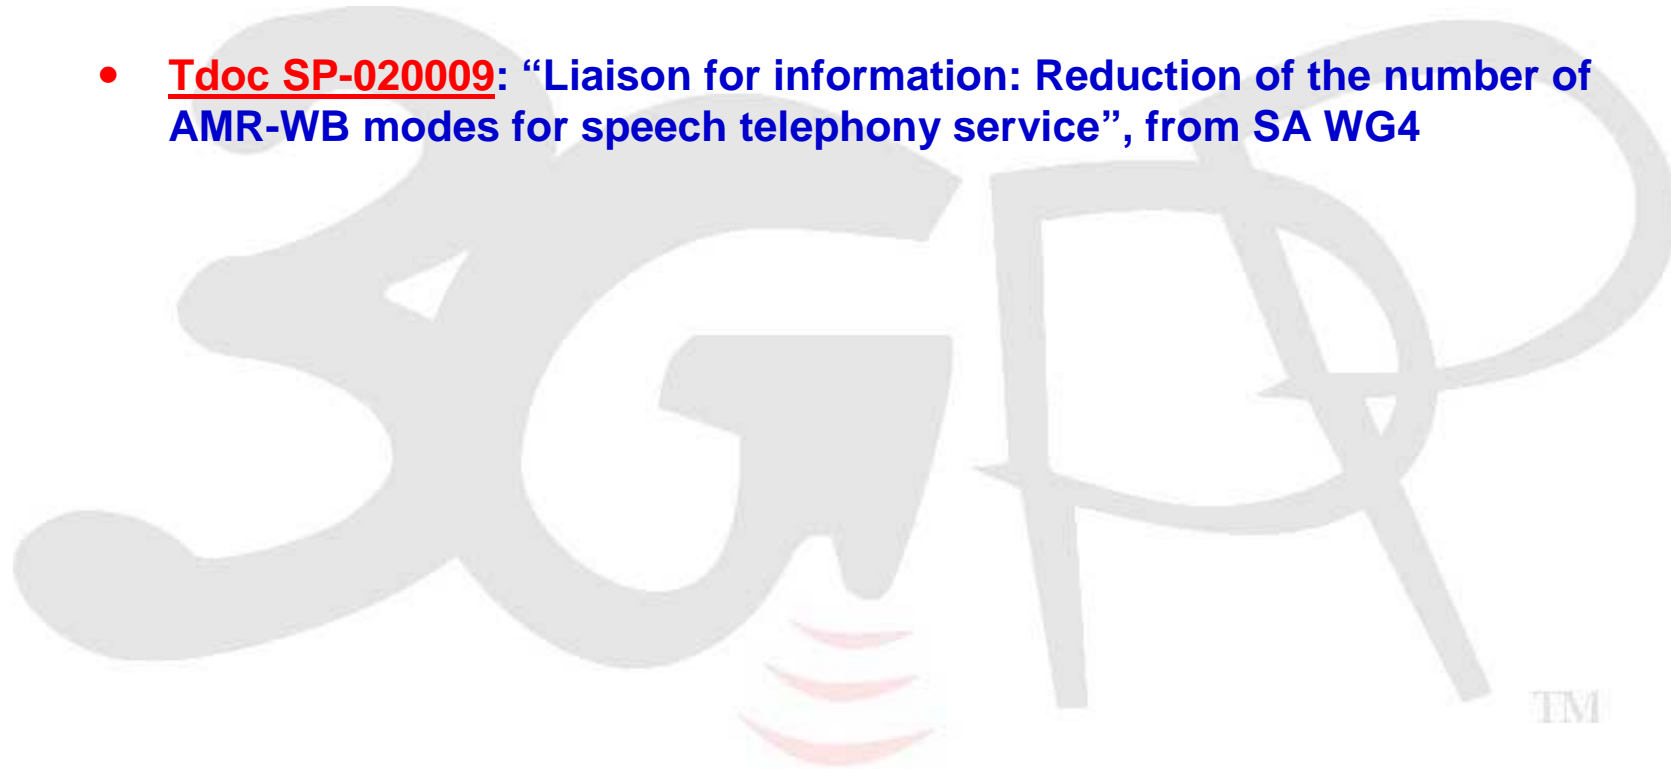 • Tdoc SP-020009: “Liaison for information: Reduction of the number of
AMR-WB modes for speech telephony service”, from SA WG4
3GPP
TM